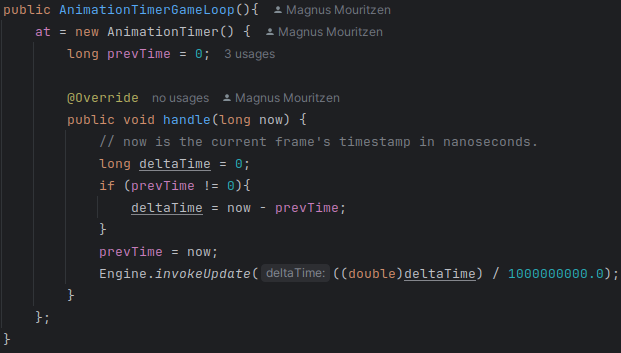 public AnimationTimerGameLoop(){ Magnus Mouritzen
at = new AnimationTimer() { Magnus Mouritzen
long prevTime = 0; 3 usages
@Override no usages Magnus Mouritzen
public void handle(long now) {
// now is the current frame's timestamp in nanoseconds.
long deltaTime = 0;
if (prevTime != 0){
deltaTime = now - prevTime;
}
prevTime = now;
Engine.invokeUpdate( deltaTime: ((double)deltaTime) / 1000000000.0);
}
};
}